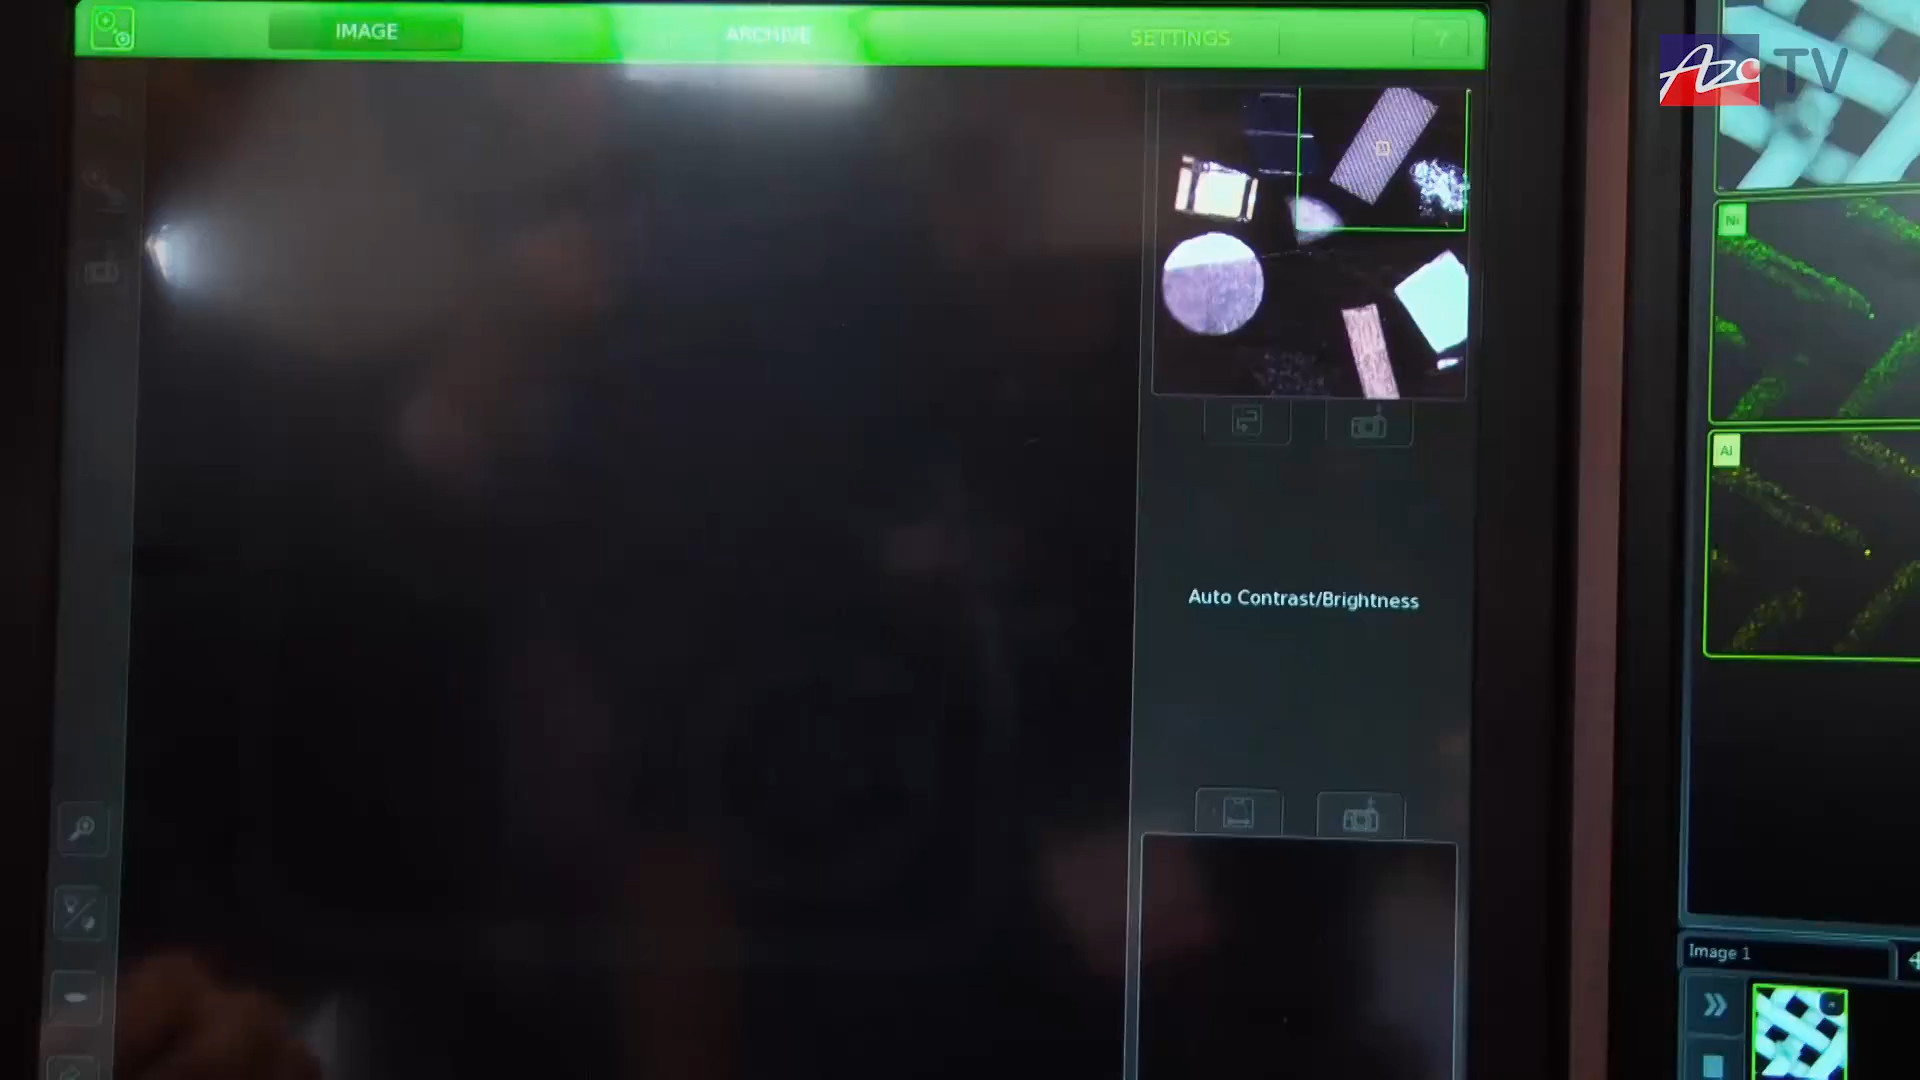 IMAGE
ARCHIVE
SETTINGS
?
AZo TV
Ni
Al
Auto Contrast/Brightness
Image 1